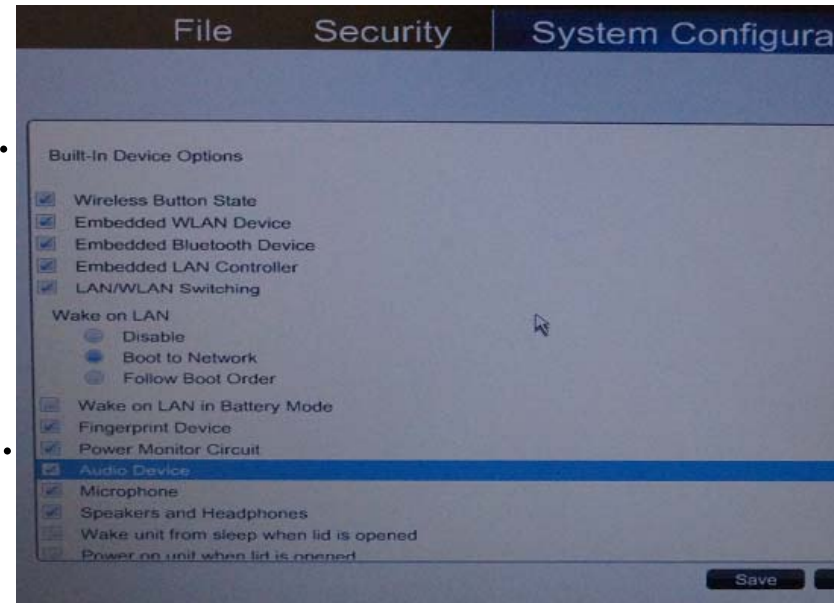 File Security System Configura
Built-In Device Options
Wireless Button State
Embedded WLAN Device
Embedded Bluetooth Device
Embedded LAN Controller
LAN/WLAN Switching
Wake on LAN
Disable
Boot to Network
Follow Boot Order
Wake on LAN in Battery Mode
Fingerprint Device
Power Monitor Circuit
Audio Device
Microphone
Speakers and Headphones
Wake unit from sleep when lid is opened
Power on unit when lid is opened
Save